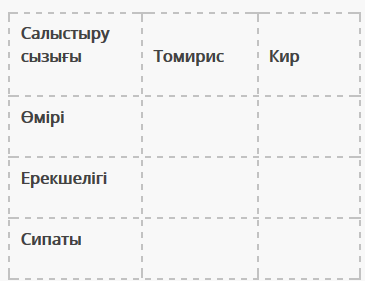 Салыстыру
сызығы
Томирис
Кир
Өмірі
Ерекшелігі
Сипаты